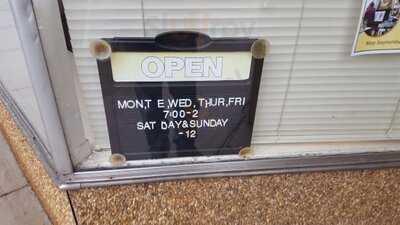 OPEN
MON,T E,WED,THUR,FRI
7:00-2
SAT DAY&SUNDAY
-12